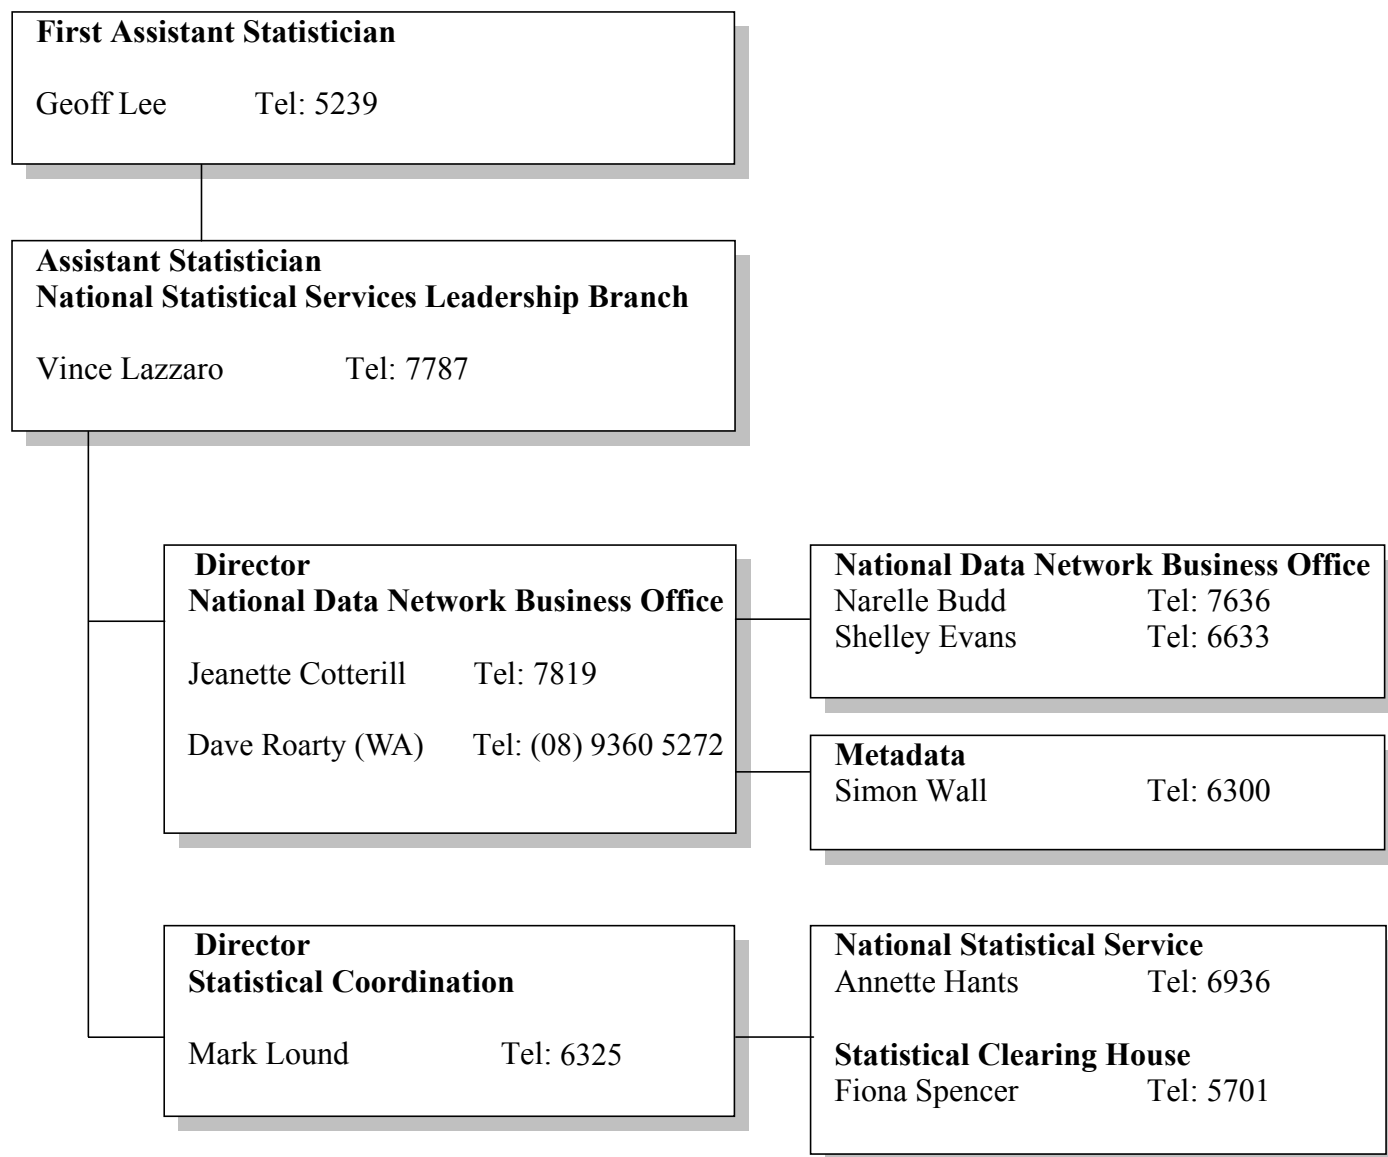 First Assistant Statistician
Geoff Lee Tel: 5239
Assistant Statistician
National Statistical Services Leadership Branch
Vince Lazzaro Tel: 7787
Director
National Data Network Business Office
Jeanette Cotterill Tel: 7819
Dave Roarty (WA) Tel: (08) 9360 5272
National Data Network Business Office
Narelle Budd Tel: 7636
Shelley Evans Tel: 6633
Metadata
Simon Wall Tel: 6300
Director
Statistical Coordination
Mark Lound Tel: 6325
National Statistical Service
Annette Hants Tel: 6936
Statistical Clearing House
Fiona Spencer Tel: 5701